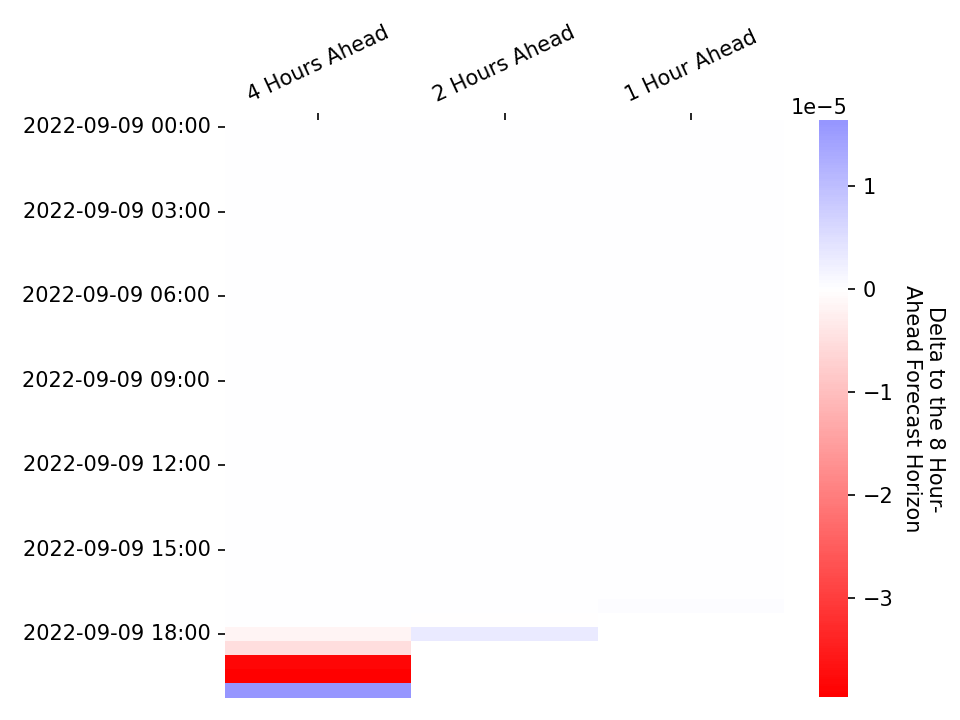 4 Hours Ahead
2 Hours Ahead
1 Hour Ahead
1e−5
2022-09-09 00:00
2022-09-09 03:00
2022-09-09 06:00
2022-09-09 09:00
2022-09-09 12:00
2022-09-09 15:00
2022-09-09 18:00
1
0
−1
−2
−3
Delta to the 8 Hour-
Ahead Forecast Horizon